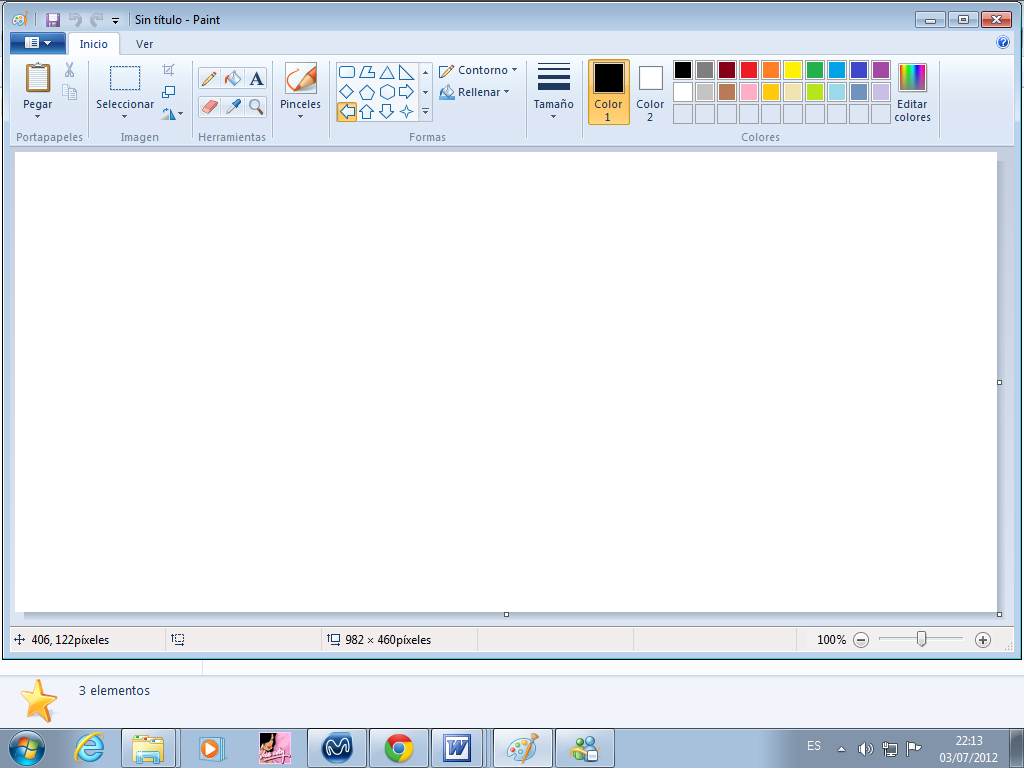 Sin título - Paint
Inicio Ver
Pegar
Seleccionar
A
Pinceles
Contorno
Rellenar
Tamaño
Color 1
Color 2
Editar colores
Portapapeles Imagen Herramientas Formas Colores
406, 122píxeles 982 × 460píxeles 100%
3 elementos
W
ES
22:13
03/07/2012